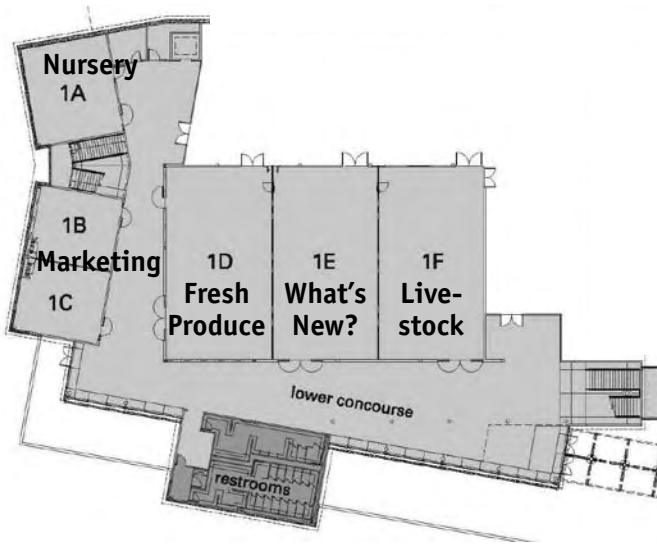 Nursery
1A
1B
Marketing
1C
1D
Fresh
Produce
1E
What's
New?
1F
Live-
stock
lower concourse
restrooms